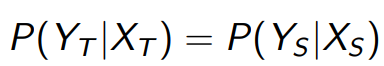 P(Y_T|X_T) = P(Y_S|X_S)